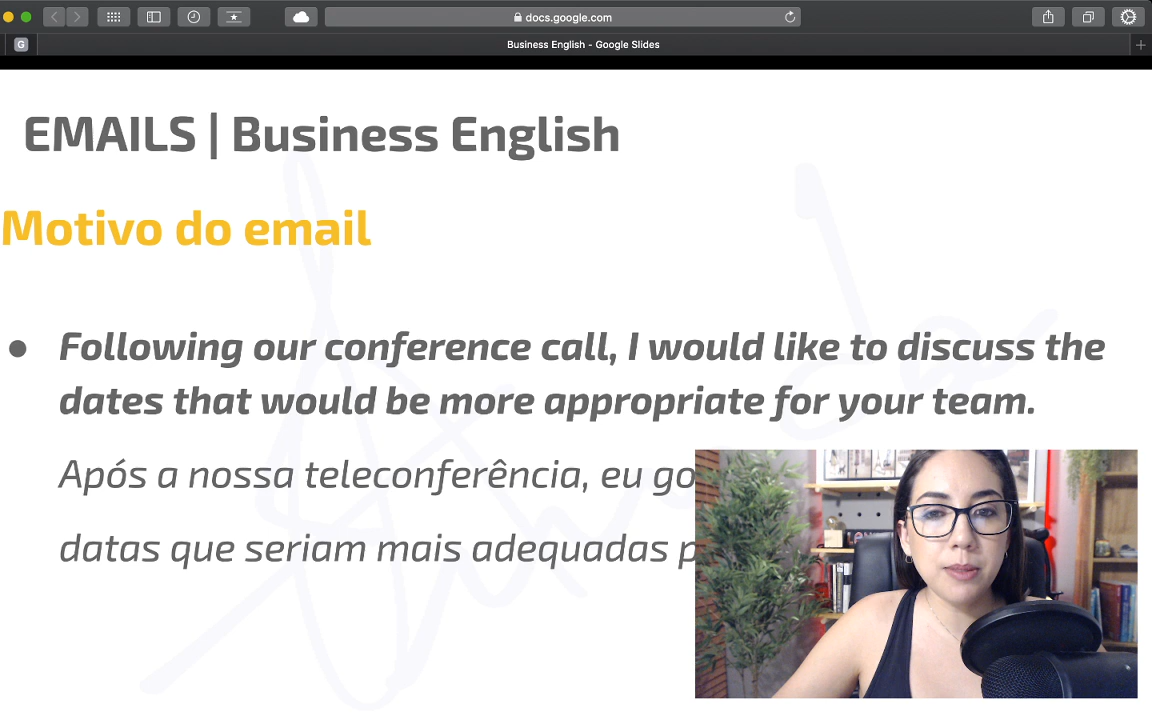 docs.google.com
G
Business English - Google Slides
EMAILS | Business English
Motivo do email
● Following our conference call, I would like to discuss the
dates that would be more appropriate for your team.
Após a nossa teleconferência, eu
datas que seriam mais adequadas